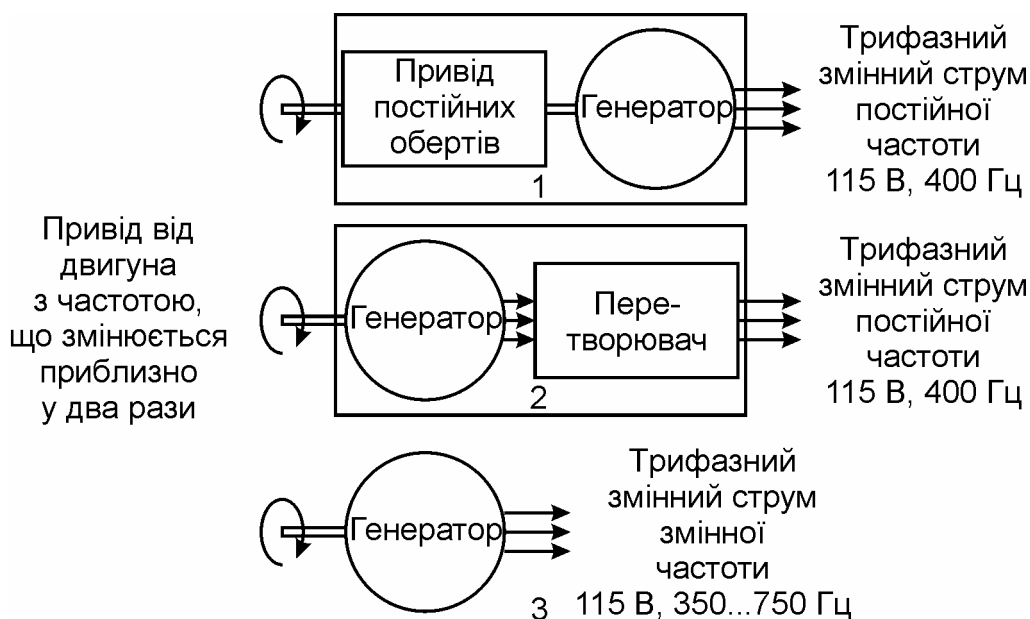 Привід
постійних
обертів
Генератор
1
Трифазний
змінний струм
постійної
частоти
115 В, 400 Гц
Привід від
двигуна
з частотою,
що змінюється
приблизно
у два рази
Генератор
Пере-
творювач
2
Трифазний
змінний струм
постійної
частоти
115 В, 400 Гц
Генератор
3
Трифазний
змінний струм
змінної
частоти
115 В, 350...750 Гц